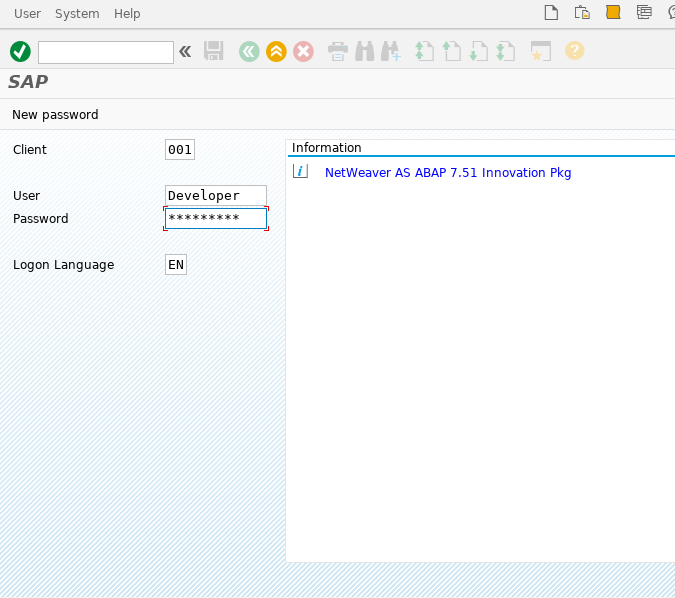 User System Help
SAP
New password
Client 001
User Developer
Password *********
Logon Language EN
Information
NetWeaver AS ABAP 7.51 Innovation Pkg